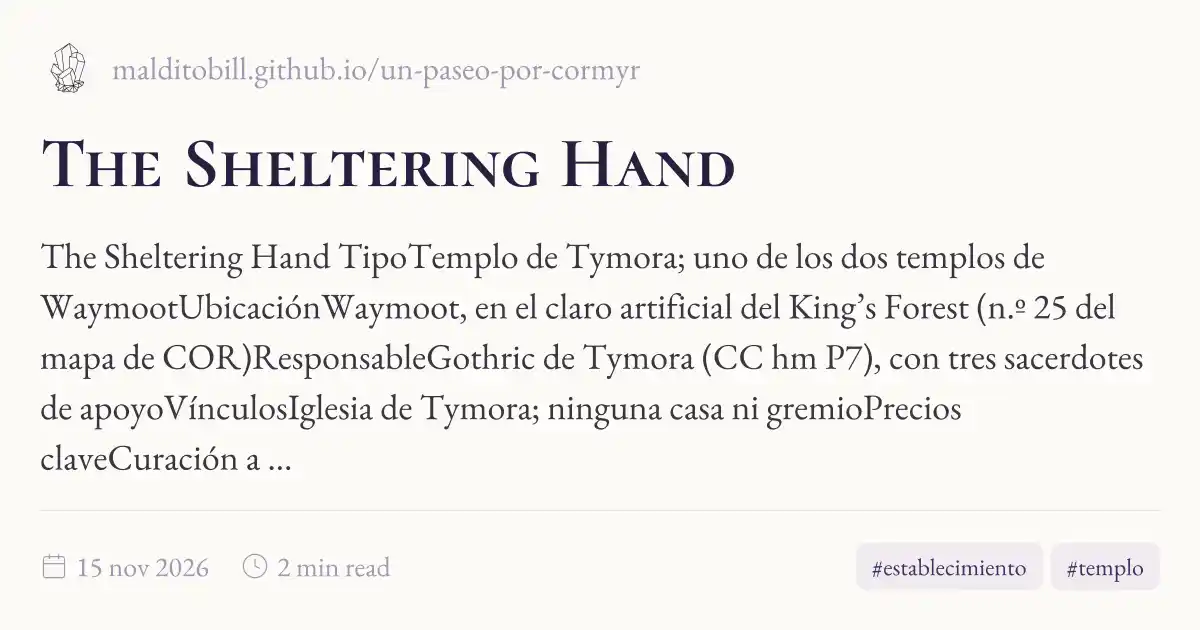 malditobill.github.io/un-paseo-por-cormyr
The Sheltering Hand
The Sheltering Hand TipoTemplo de Tymora; uno de los dos templos de
WaymootUbicaciónWaymoot, en el claro artificial del King’s Forest (n.º 25 del
mapa de COR)ResponsableGothric de Tymora (CC hm P7), con tres sacerdotes
de apoyoVínculosIglesia de Tymora; ninguna casa ni gremioPrecios
claveCuración a ...
15 nov 2026 2 min read #establecimiento #templo